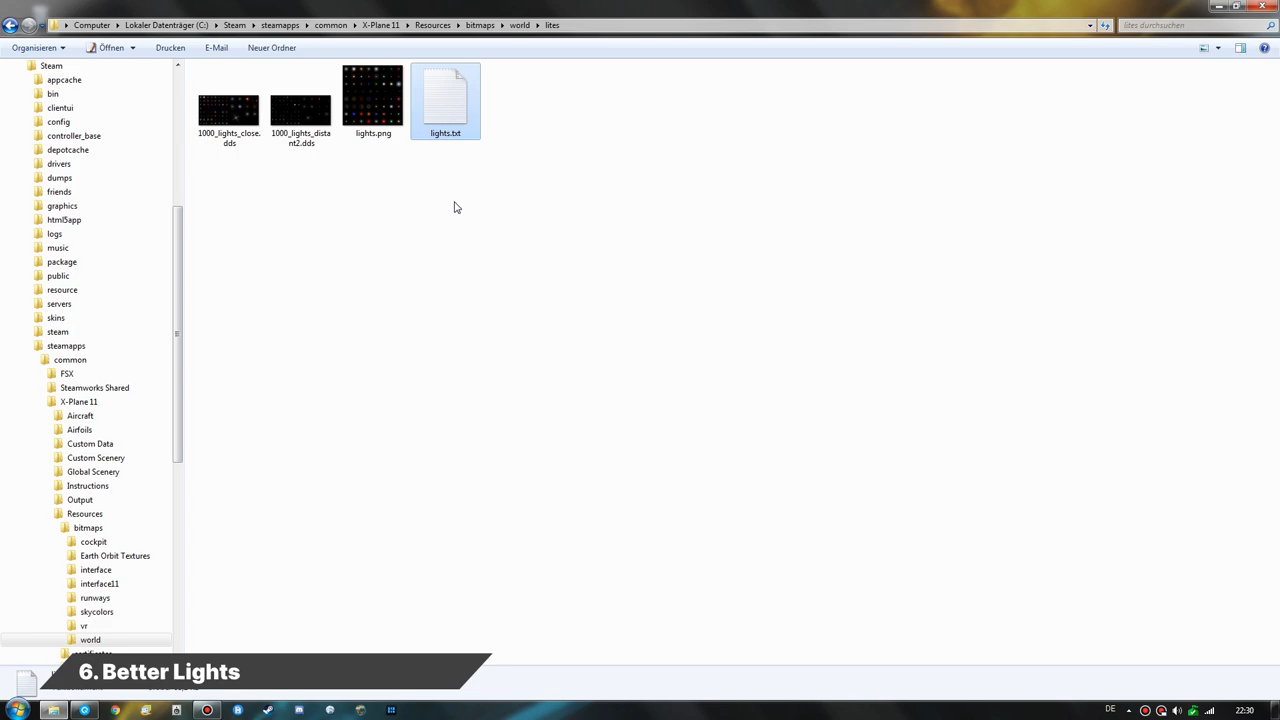 Computer ▸ Lokaler Datenträger (C:) ▸ Steam ▸ steamapps ▸ common ▸ X-Plane 11 ▸ Resources ▸ bitmaps ▸ world ▸ lites
lites durchsuchen
Organisieren Öffnen Drucken E-Mail Neuer Ordner
Steam
appcache
bin
clientui
config
controller_base
depotcache
drivers
dumps
friends
graphics
html5app
logs
music
package
public
resource
servers
skins
steam
steamapps
common
FSX
Steamworks Shared
X-Plane 11
Aircraft
Airfoils
Custom Data
Custom Scenery
Global Scenery
Instructions
Output
Resources
bitmaps
cockpit
Earth Orbit Textures
interface
interface11
runways
skycolors
vr
world
1000_lights_close.
dds
1000_lights_dista
nt2.dds
lights.png
lights.txt
6. Better Lights
DE
22:30